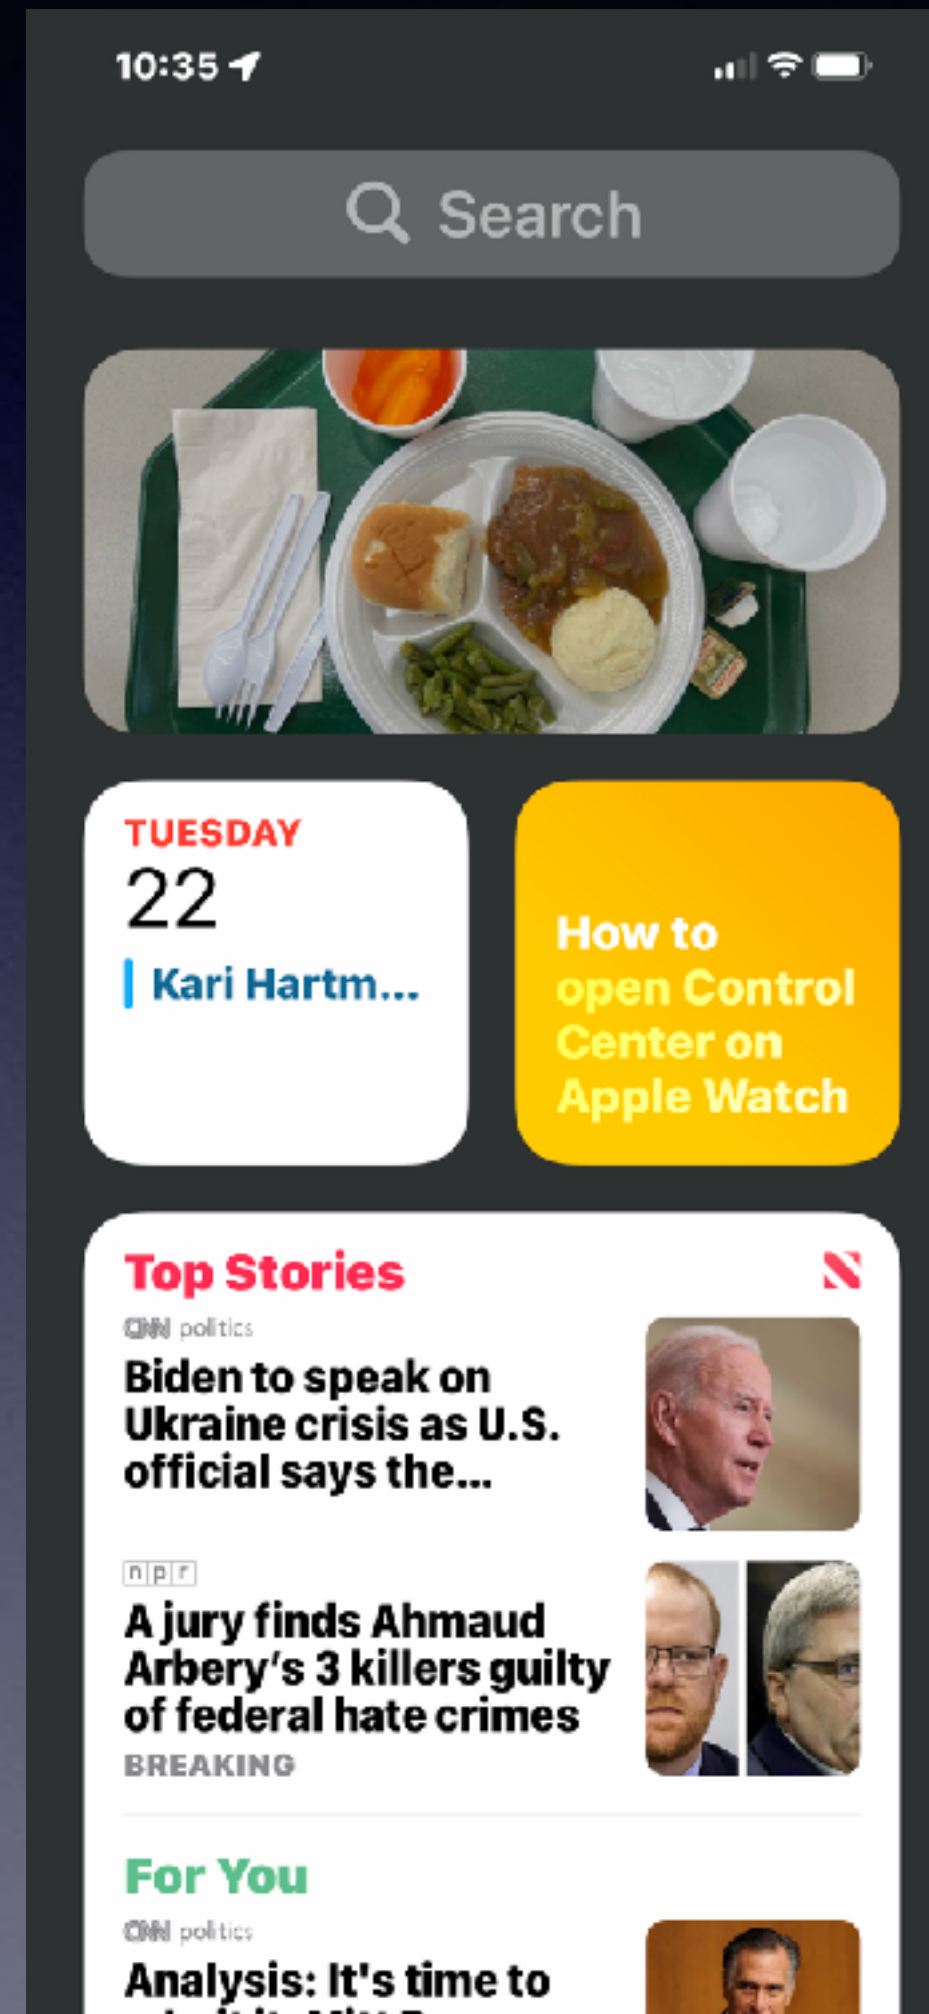 10:35
Search
TUESDAY
22
Kari Hartm...
How to
open Control
Center on
Apple Watch
Top Stories
CNN politics
Biden to speak on
Ukraine crisis as U.S.
official says the...
npr
A jury finds Ahmaud
Arbery's 3 killers guilty
of federal hate crimes
BREAKING
For You
CNN politics
Analysis: It's time to